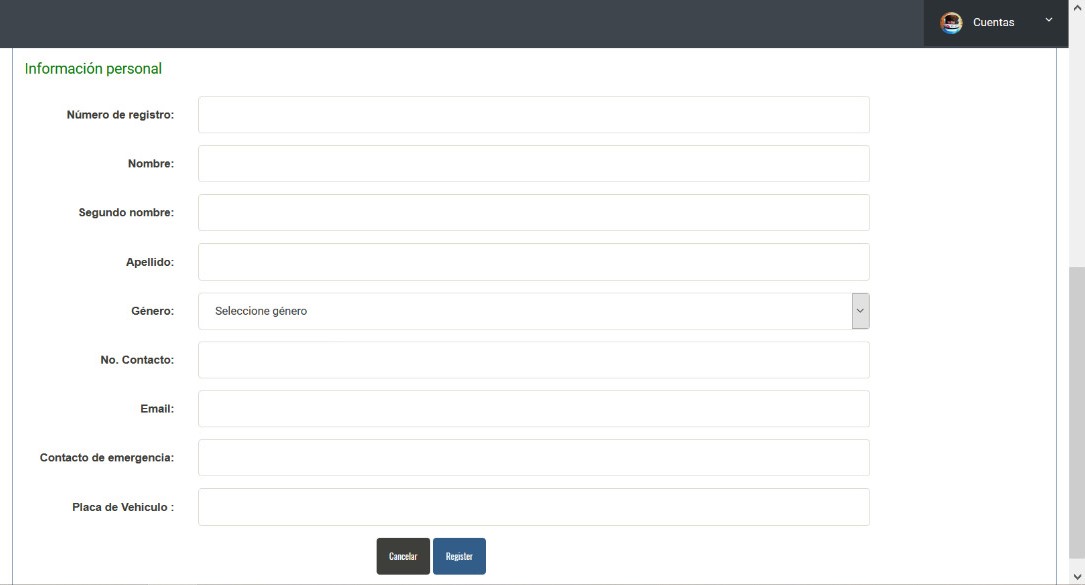 Cuentas
Información personal
Número de registro:
Nombre:
Segundo nombre:
Apellido:
Género: Seleccione género
No. Contacto:
Email:
Contacto de emergencia:
Placa de Vehiculo :
Cancelar Register